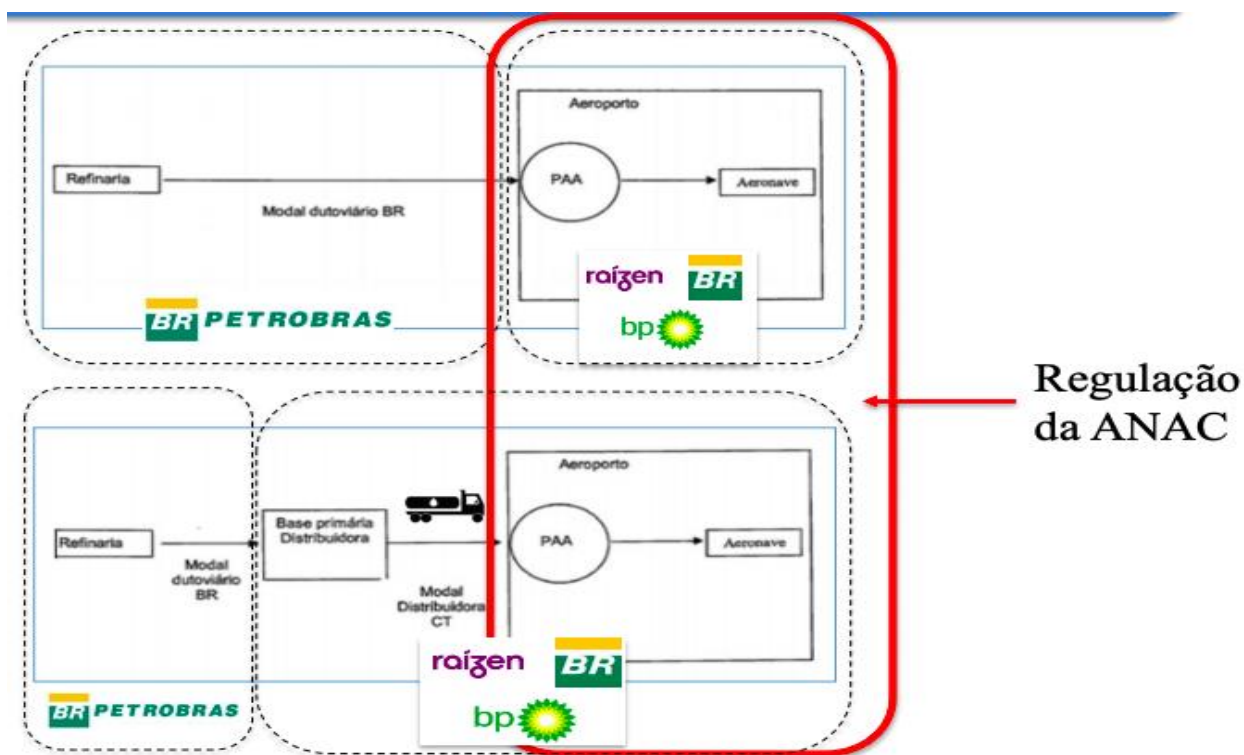 Aeroporto
Refinaria
PAA
Aeronave
Modal dutoviário BR
raízen
BR
BR PETROBRAS
bp
Regulação
da ANAC
Aeroporto
Base primária
Distribuidora
Refinaria
PAA
Aeronave
Modal
dutoviário
BR
Modal
Distribuidora
CT
raízen
BR
BR PETROBRAS
bp